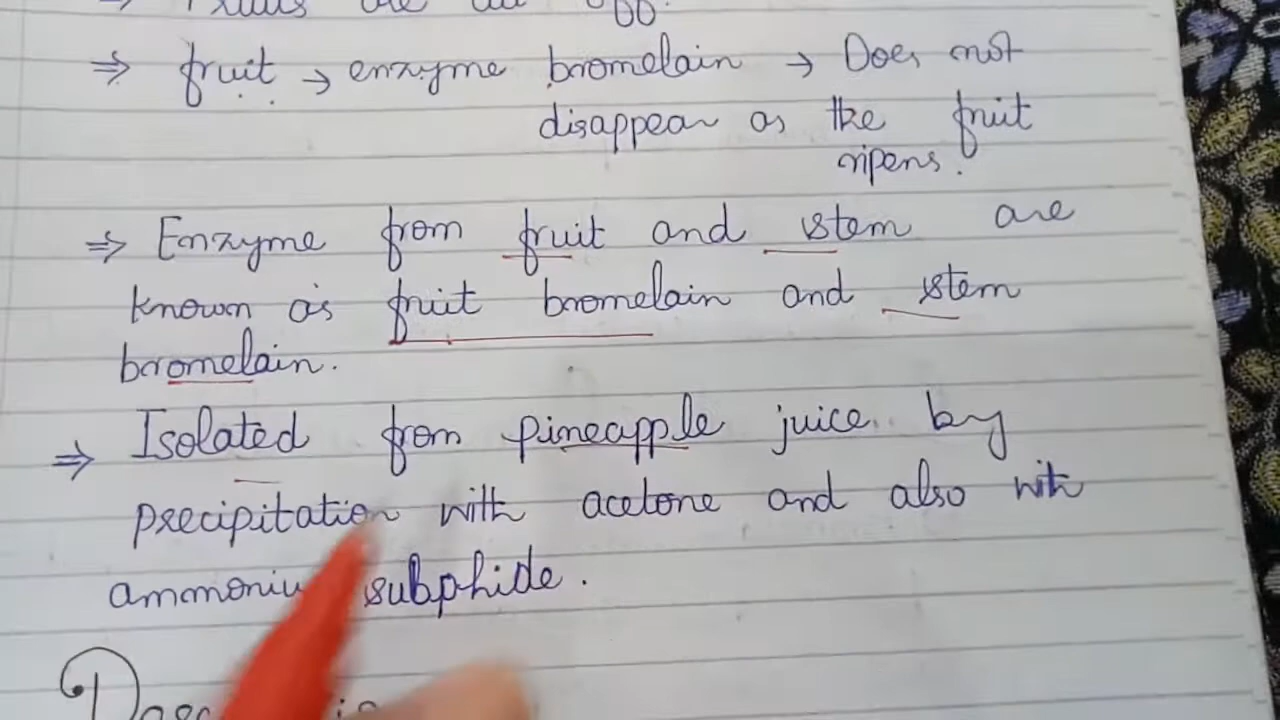 ⇒ fruit → enzyme bromelain → Does not
disappear as the fruit
ripens.
⇒ Enzyme from fruit and stem are
known as fruit bromelain and stem
bromelain.
⇒ Isolated from pineapple juice by
precipitation with acetone and also with
ammoniu subphide.